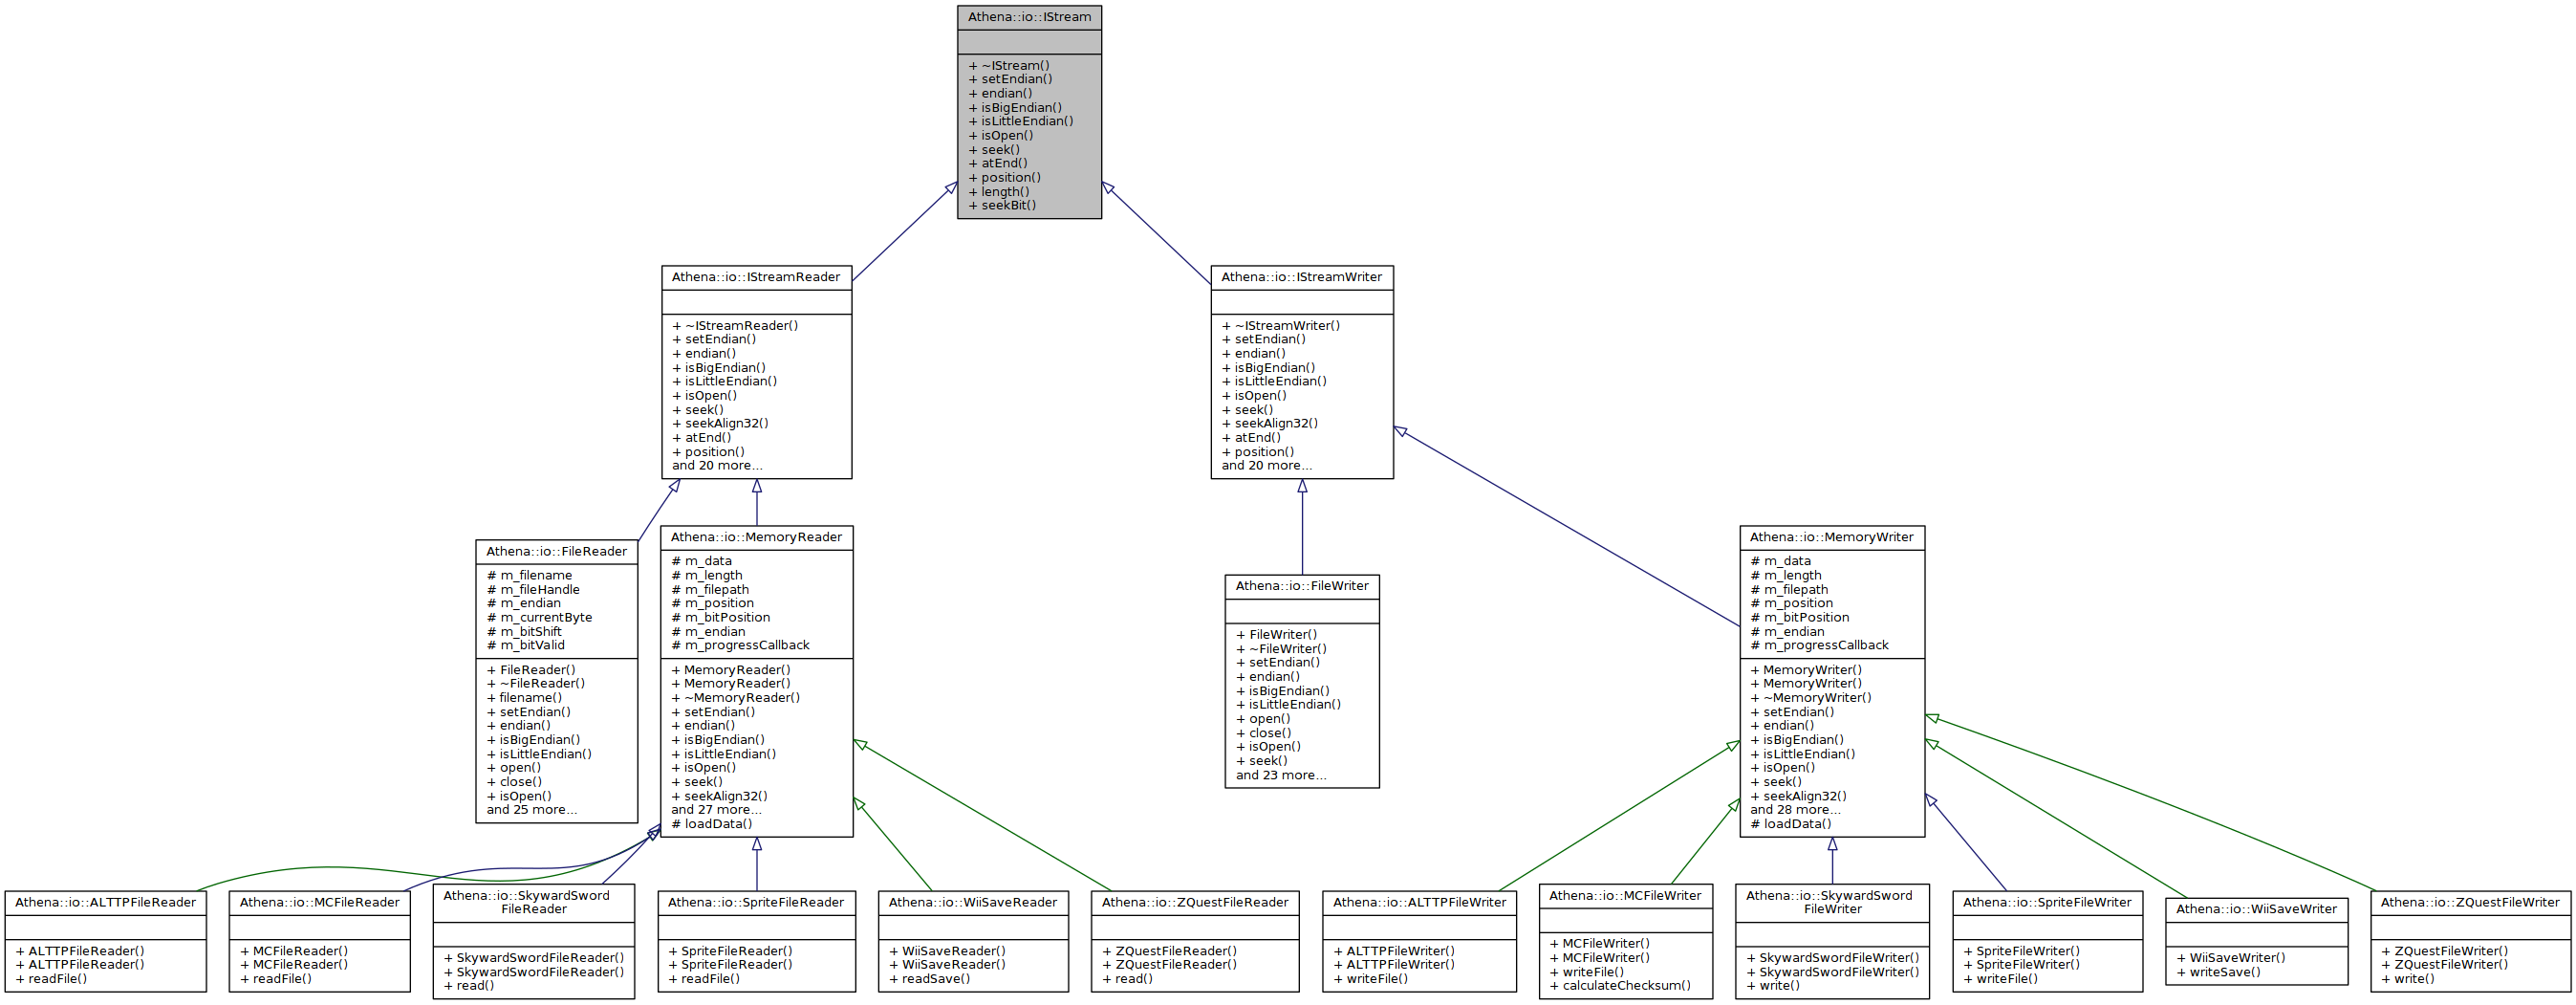 Athena::io::IStream
+ ~IStream()
+ setEndian()
+ endian()
+ isBigEndian()
+ isLittleEndian()
+ isOpen()
+ seek()
+ atEnd()
+ position()
+ length()
+ seekBit()
Athena::io::IStreamReader
+ ~IStreamReader()
+ setEndian()
+ endian()
+ isBigEndian()
+ isLittleEndian()
+ isOpen()
+ seek()
+ seekAlign32()
+ atEnd()
+ position()
and 20 more...
Athena::io::IStreamWriter
+ ~IStreamWriter()
+ setEndian()
+ endian()
+ isBigEndian()
+ isLittleEndian()
+ isOpen()
+ seek()
+ seekAlign32()
+ atEnd()
+ position()
and 20 more...
Athena::io::FileReader
# m_filename
# m_fileHandle
# m_endian
# m_currentByte
# m_bitShift
# m_bitValid
+ FileReader()
+ ~FileReader()
+ filename()
+ setEndian()
+ endian()
+ isBigEndian()
+ isLittleEndian()
+ open()
+ close()
+ isOpen()
and 25 more...
Athena::io::MemoryReader
# m_data
# m_length
# m_filepath
# m_position
# m_bitPosition
# m_endian
# m_progressCallback
+ MemoryReader()
+ MemoryReader()
+ ~MemoryReader()
+ setEndian()
+ endian()
+ isBigEndian()
+ isLittleEndian()
+ isOpen()
+ seek()
+ seekAlign32()
and 27 more...
# loadData()
Athena::io::FileWriter
+ FileWriter()
+ ~FileWriter()
+ setEndian()
+ endian()
+ isBigEndian()
+ isLittleEndian()
+ open()
+ close()
+ isOpen()
+ seek()
and 23 more...
Athena::io::MemoryWriter
# m_data
# m_length
# m_filepath
# m_position
# m_bitPosition
# m_endian
# m_progressCallback
+ MemoryWriter()
+ MemoryWriter()
+ ~MemoryWriter()
+ setEndian()
+ endian()
+ isBigEndian()
+ isLittleEndian()
+ isOpen()
+ seek()
+ seekAlign32()
and 28 more...
# loadData()
Athena::io::ALTTPFileReader
+ ALTTPFileReader()
+ ALTTPFileReader()
+ readFile()
Athena::io::MCFileReader
+ MCFileReader()
+ MCFileReader()
+ readFile()
Athena::io::SkywardSword
FileReader
+ SkywardSwordFileReader()
+ SkywardSwordFileReader()
+ read()
Athena::io::SpriteFileReader
+ SpriteFileReader()
+ SpriteFileReader()
+ readFile()
Athena::io::WiiSaveReader
+ WiiSaveReader()
+ WiiSaveReader()
+ readSave()
Athena::io::ZQuestFileReader
+ ZQuestFileReader()
+ ZQuestFileReader()
+ read()
Athena::io::ALTTPFileWriter
+ ALTTPFileWriter()
+ ALTTPFileWriter()
+ writeFile()
Athena::io::MCFileWriter
+ MCFileWriter()
+ MCFileWriter()
+ writeFile()
+ calculateChecksum()
Athena::io::SkywardSword
FileWriter
+ SkywardSwordFileWriter()
+ SkywardSwordFileWriter()
+ write()
Athena::io::SpriteFileWriter
+ SpriteFileWriter()
+ SpriteFileWriter()
+ writeFile()
Athena::io::WiiSaveWriter
+ WiiSaveWriter()
+ writeSave()
Athena::io::ZQuestFileWriter
+ ZQuestFileWriter()
+ ZQuestFileWriter()
+ write()